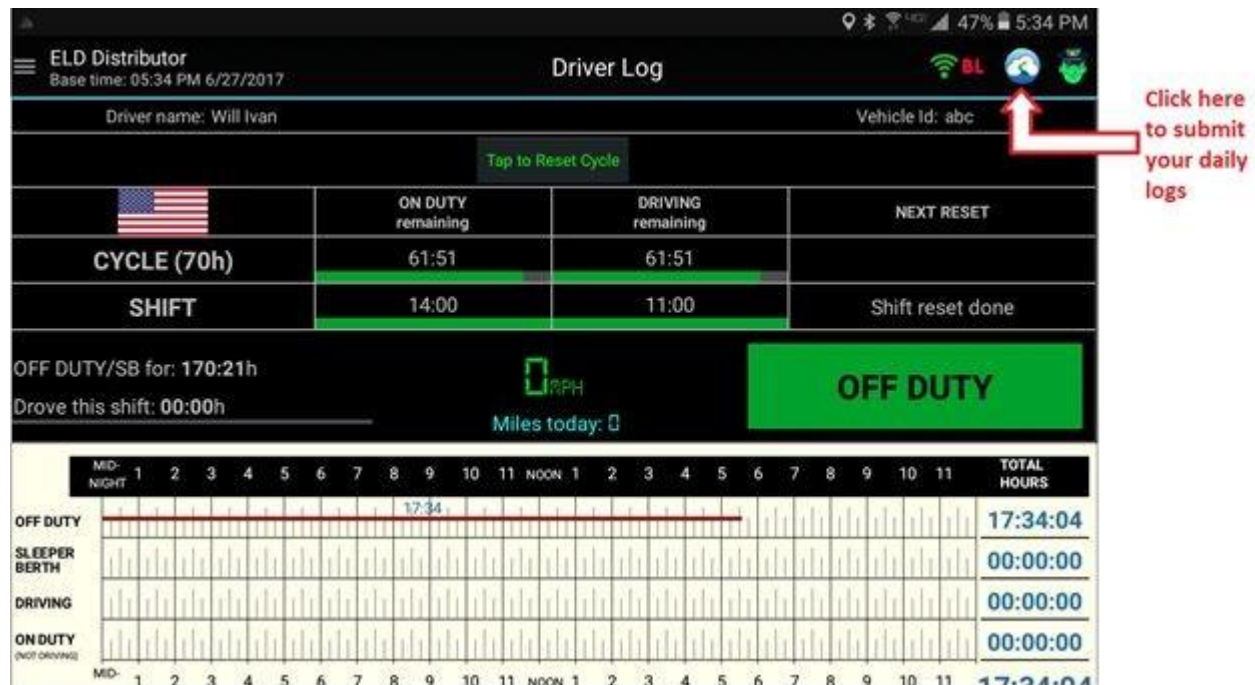 47% 5:34 PM
ELD Distributor
Base time: 05:34 PM 6/27/2017
Driver Log
BL
Click here
to submit
your daily
logs
Driver name: Will Ivan
Vehicle Id: abc
Tap to Reset Cycle
ON DUTY
remaining
DRIVING
remaining
NEXT RESET
CYCLE (70h)
61:51
61:51
SHIFT
14:00
11:00
Shift reset done
OFF DUTY/SB for: 170:21h
Drove this shift: 00:00h
0 MPH
Miles today: 0
OFF DUTY
MID-
NIGHT 1 2 3 4 5 6 7 8 9 10 11 NOON 1 2 3 4 5 6 7 8 9 10 11
TOTAL
HOURS
17:34
OFF DUTY
17:34:04
SLEEPER
BERTH
00:00:00
DRIVING
00:00:00
ON DUTY
(NOT DRIVING)
00:00:00
MID-
1 2 3 4 5 6 7 8 9 10 11 NOON 1 2 3 4 5 6 7 8 9 10 11
17:34:04